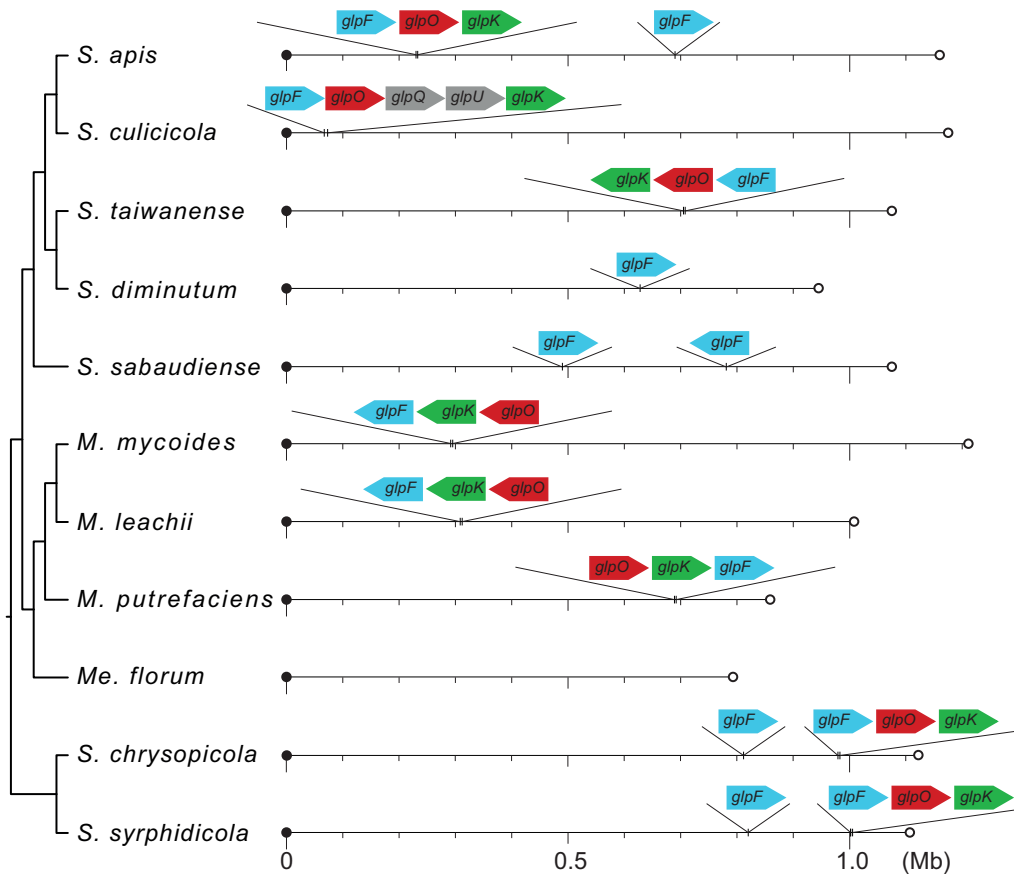 glpF glpO glpK glpF
S. apis
glpF glpO glpQ glpU glpK
S. culicicola
glpK glpO glpF
S. taiwanense
glpF
S. diminutum
glpF glpF
S. sabaudiense
glpF glpK glpO
M. mycoides
glpF glpK glpO
M. leachii
glpO glpK glpF
M. putrefaciens
Me. florum
glpF glpF glpO glpK
S. chrysopicola
glpF glpF glpO glpK
S. syrphidicola
0 0.5 1.0 (Mb)